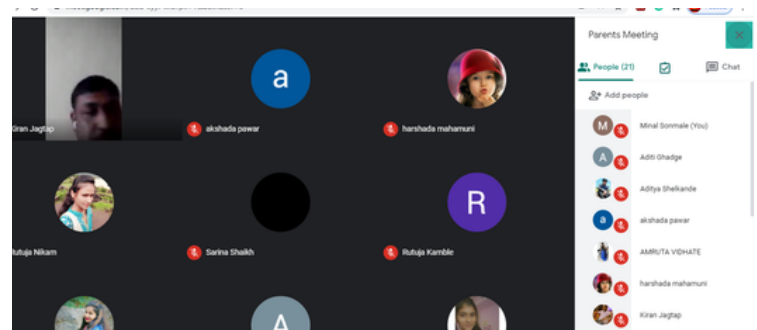 Parents Meeting
People (21)
Chat
Add people
a
Kiran Jagtap
akshada pawar
harshada mahamuni
R
Rutuja Nikam
Sarina Shaikh
Rutuja Kamble
A
M
Minal Sonmale (You)
A
Aditi Ghadge
Aditya Shelkande
a
akshada pawar
AMRUTA VIDHATE
harshada mahamuni
Kiran Jagtap